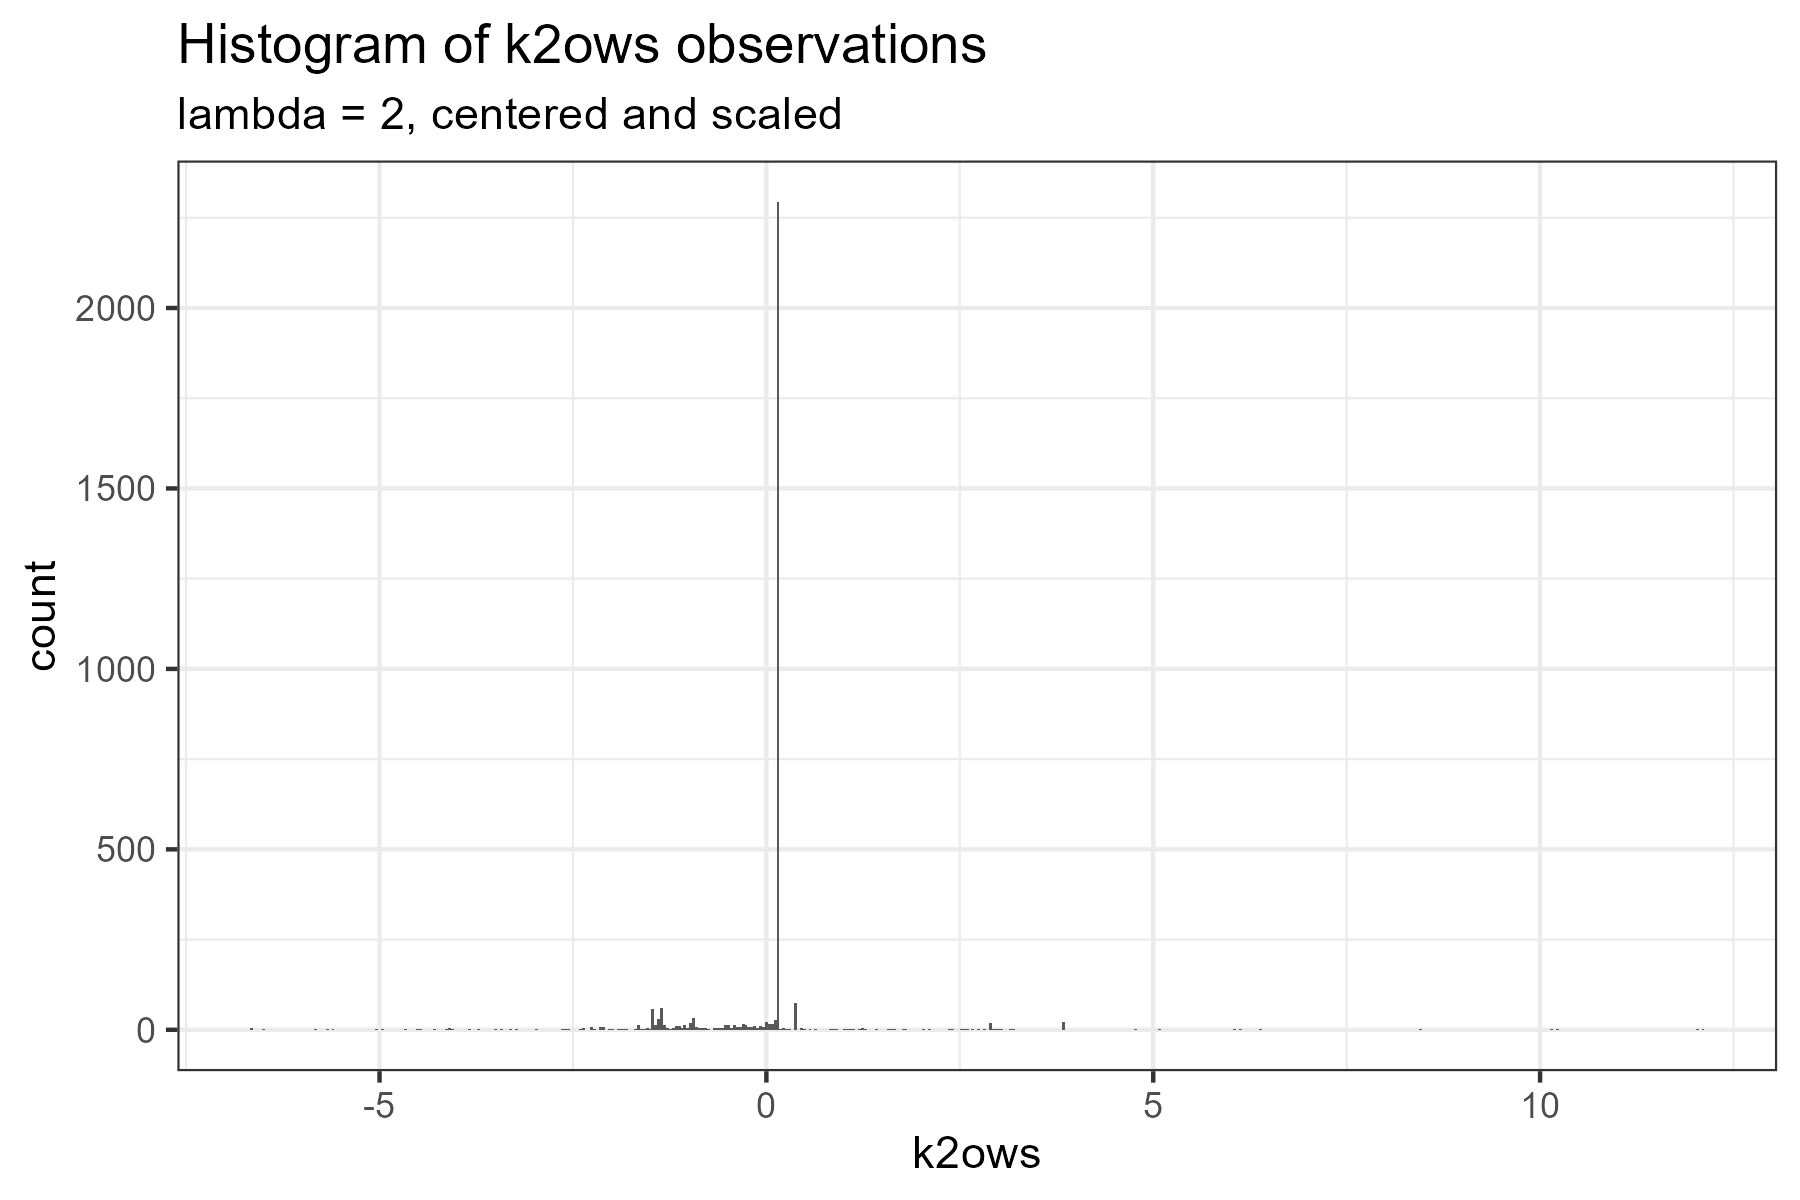 Histogram of k2ows observations
lambda = 2, centered and scaled
count
2000
1500
1000
500
0
-5
0
5
10
k2ows